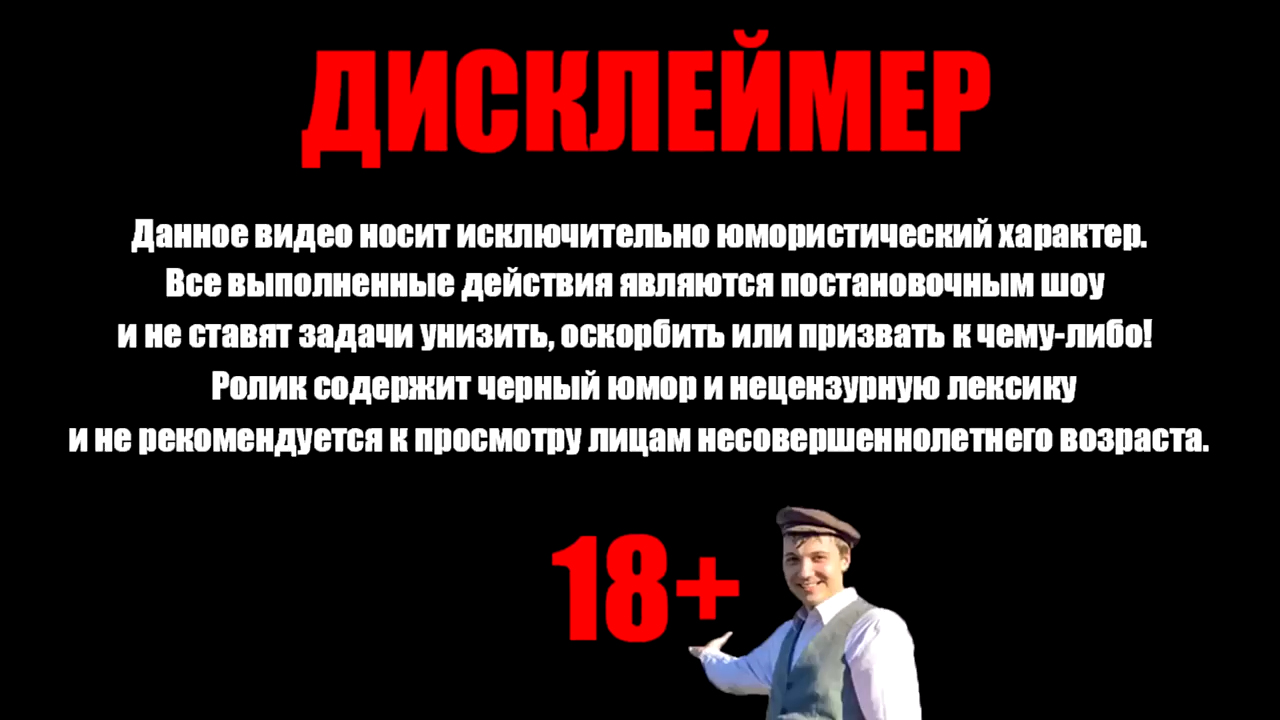 ДИСКЛЕЙМЕР
Данное видео носит исключительно юмористический характер.
Все выполненные действия являются постановочным шоу
и не ставят задачи унизить, оскорбить или призвать к чему-либо!
Ролик содержит черный юмор и нецензурную лексику
и не рекомендуется к просмотру лицам несовершеннолетнего возраста.
18+